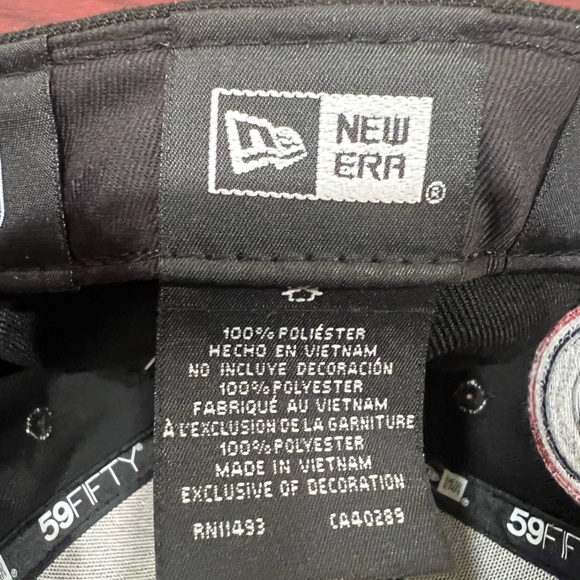 NEW
ERA
®
100% POLIÉSTER
HECHO EN VIETNAM
NO INCLUYE DECORACIÓN
100% POLYESTER
FABRIQUÉ AU VIETNAM
À L'EXCLUSION DE LA GARNITURE
100% POLYESTER
MADE IN VIETNAM
EXCLUSIVE OF DECORATION
RN11493 CA40289
59FIFTY
59FIFTY